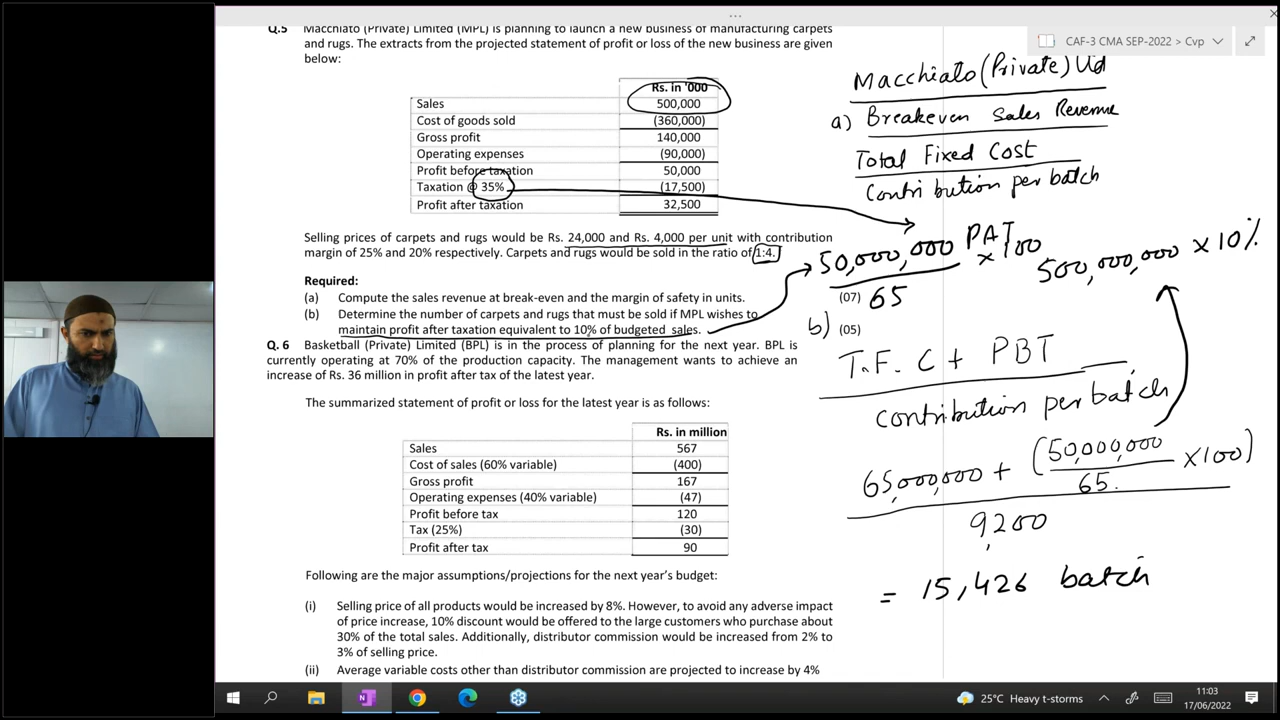 Q.5 Macchiato (Private) Limited (MPL) is planning to launch a new business of manufacturing carpets
and rugs. The extracts from the projected statement of profit or loss of the new business are given
below:
Rs. in '000
Sales 500,000
Cost of goods sold (360,000)
Gross profit 140,000
Operating expenses (90,000)
Profit before taxation 50,000
Taxation @ 35% (17,500)
Profit after taxation 32,500
Selling prices of carpets and rugs would be Rs. 24,000 and Rs. 4,000 per unit with contribution
margin of 25% and 20% respectively. Carpets and rugs would be sold in the ratio of 1:4.
Required:
(a) Compute the sales revenue at break-even and the margin of safety in units. (07)
(b) Determine the number of carpets and rugs that must be sold if MPL wishes to
maintain profit after taxation equivalent to 10% of budgeted sales. (05)
Q. 6 Basketball (Private) Limited (BPL) is in the process of planning for the next year. BPL is
currently operating at 70% of the production capacity. The management wants to achieve an
increase of Rs. 36 million in profit after tax of the latest year.
The summarized statement of profit or loss for the latest year is as follows:
Rs. in million
Sales 567
Cost of sales (60% variable) (400)
Gross profit 167
Operating expenses (40% variable) (47)
Profit before tax 120
Tax (25%) (30)
Profit after tax 90
Following are the major assumptions/projections for the next year's budget:
(i) Selling price of all products would be increased by 8%. However, to avoid any adverse impact
of price increase, 10% discount would be offered to the large customers who purchase about
30% of the total sales. Additionally, distributor commission would be increased from 2% to
3% of selling price.
(ii) Average variable costs other than distributor commission are projected to increase by 4%
CAF-3 CMA SEP-2022 > Cvp
Macchiato (Private) Ltd
a) Breakeven Sales Revenue
Total Fixed Cost
Contribution per batch
50,000,000 PAT x 100
65
500,000,000 x 10%
b)
T.F.C + PBT
contribution per batch
65,000,000 + (50,000,000 x 100)
65
9,200
= 15,426 batch
25°C Heavy t-storms
11:03
17/06/2022